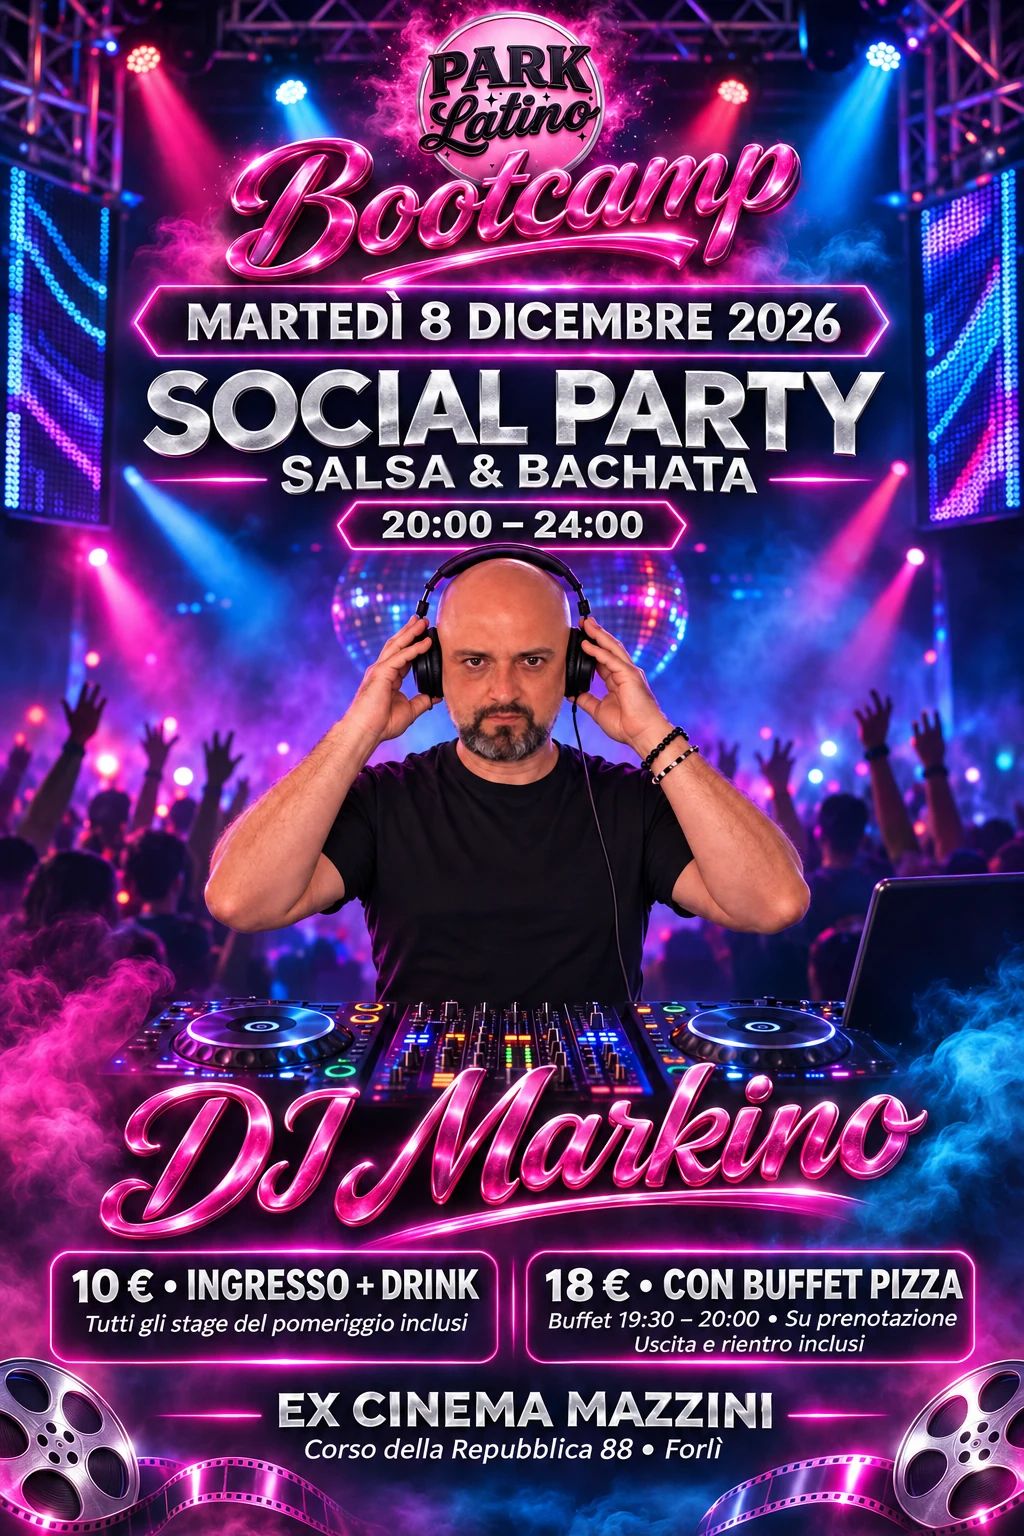 PARK
Latino
Bootcamp
MARTEDÌ 8 DICEMBRE 2026
SOCIAL PARTY
SALSA & BACHATA
20:00 – 24:00
DJ Markino
10 € • INGRESSO + DRINK
Tutti gli stage del pomeriggio inclusi
18 € • CON BUFFET PIZZA
Buffet 19:30 – 20:00 • Su prenotazione
Uscita e rientro inclusi
EX CINEMA MAZZINI
Corso della Repubblica 88 • Forlì